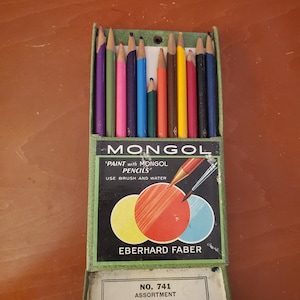 MONGOL
"PAINT with MONGOL
PENCILS"
USE BRUSH AND WATER
EBERHARD FABER
NO. 741
ASSORTMENT